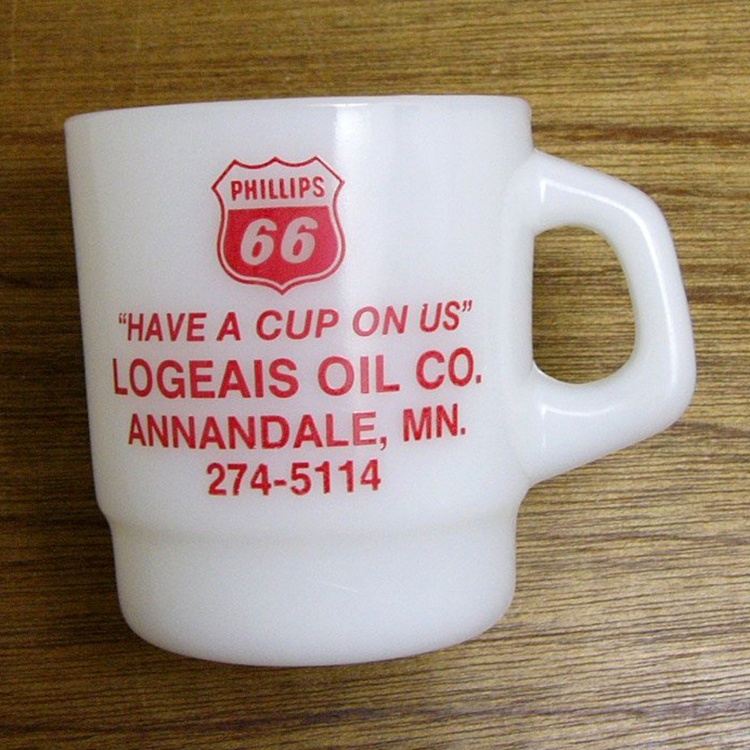 PHILLIPS
66
"HAVE A CUP ON US"
LOGEAIS OIL CO.
ANNANDALE, MN.
274-5114